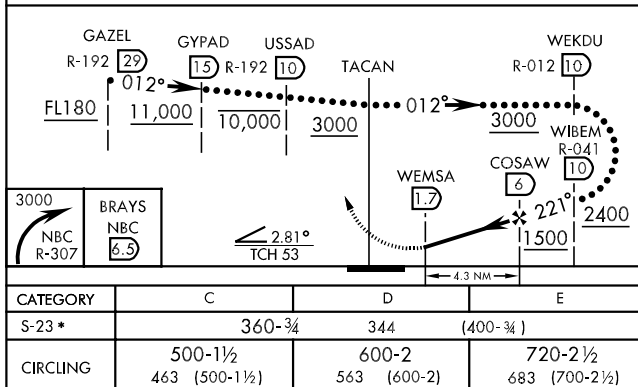 GAZEL
R-192 29
GYPAD
15
USSAD
R-192 10
TACAN
WEKDU
R-012 10
012°
012°
FL180
11,000
10,000
3000
3000
WIBEM
R-041
10
COSAW
6
WEMSA
1.7
221°
2400
1500
3000
NBC
R-307
BRAYS
NBC
6.5
2.81°
TCH 53
4.3 NM
CATEGORY C D E
S-23 * 360-¾ 344 (400-¾)
CIRCLING 500-1½ 600-2 720-2½
463 (500-1½) 563 (600-2) 683 (700-2½)